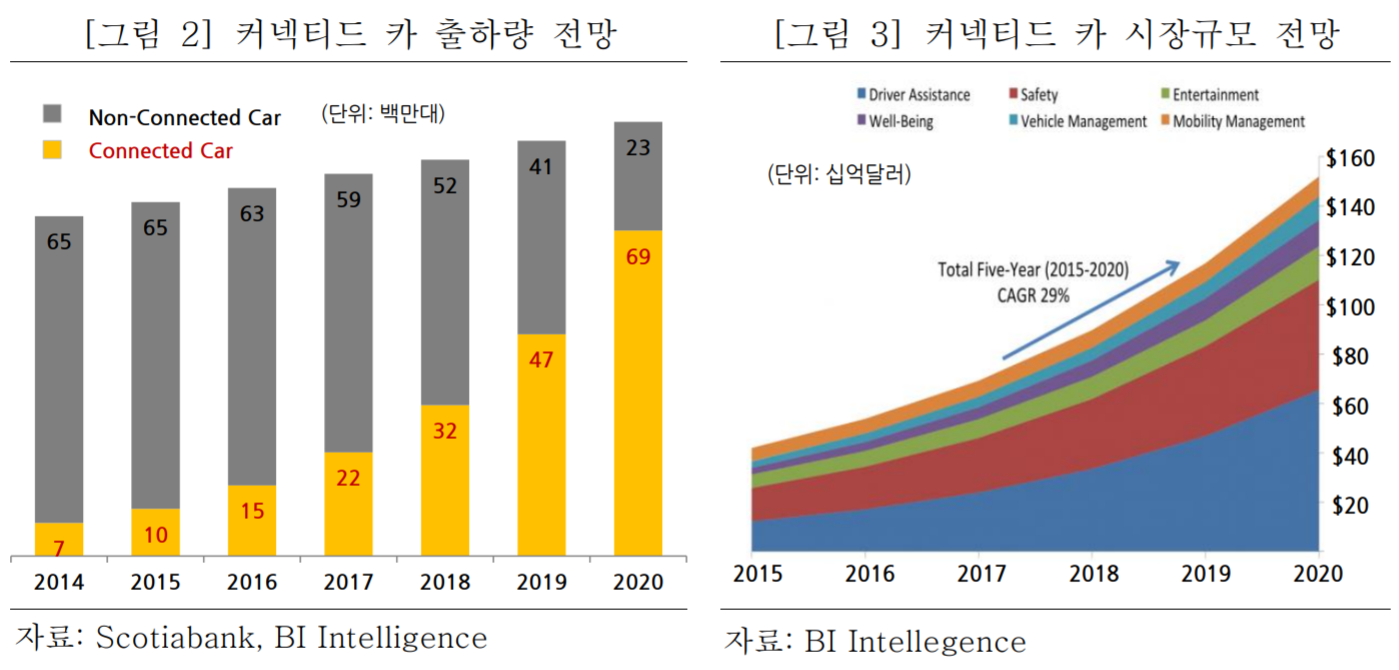 [그림 2] 커넥티드 카 출하량 전망
Non-Connected Car (단위: 백만대)
Connected Car
65 65 63 59 52 41 23
7 10 15 22 32 47 69
2014 2015 2016 2017 2018 2019 2020
자료: Scotiabank, BI Intelligence
[그림 3] 커넥티드 카 시장규모 전망
Driver Assistance Safety Entertainment
Well-Being Vehicle Management Mobility Management
(단위: 십억달러)
$160
$140
$120
$100
$80
$60
$40
$20
Total Five-Year (2015-2020)
CAGR 29%
2015 2016 2017 2018 2019 2020
자료: BI Intellegence